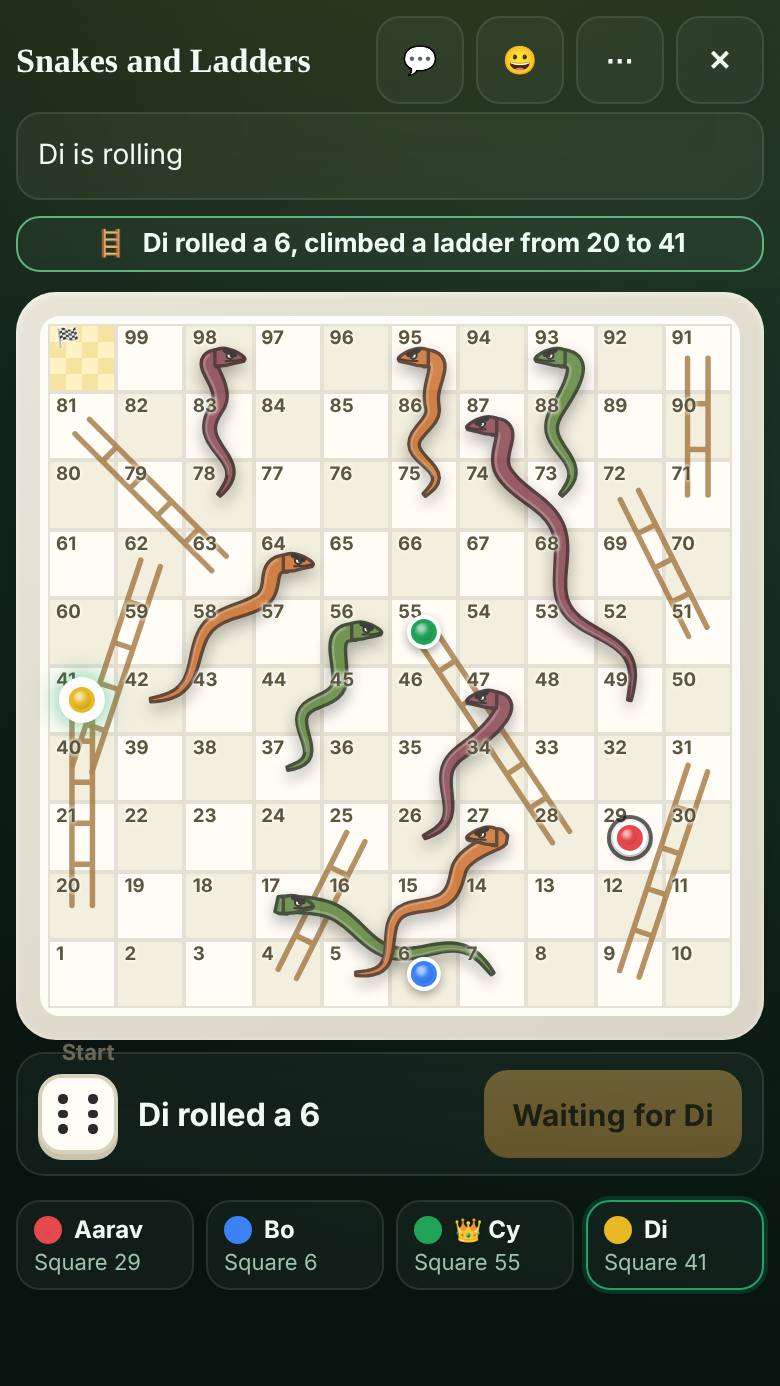 Snakes and Ladders
Di is rolling
Di rolled a 6, climbed a ladder from 20 to 41
99 98 97 96 95 94 93 92 91
81 82 83 84 85 86 87 88 89 90
80 79 78 77 76 75 74 73 72 71
61 62 63 64 65 66 67 68 69 70
60 59 58 57 56 55 54 53 52 51
41 42 43 44 45 46 47 48 49 50
40 39 38 37 36 35 34 33 32 31
21 22 23 24 25 26 27 28 29 30
20 19 18 17 16 15 14 13 12 11
1 2 3 4 5 6 7 8 9 10
Start
Di rolled a 6
Waiting for Di
Aarav
Square 29
Bo
Square 6
Cy
Square 55
Di
Square 41